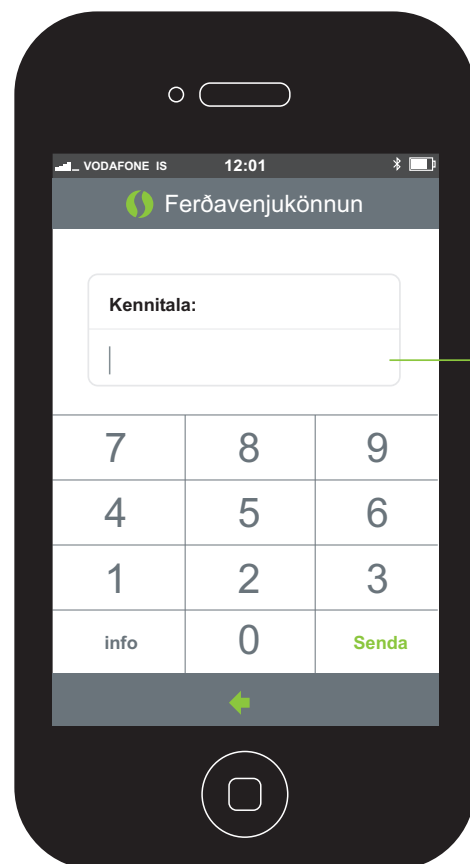 VODAFONE IS 12:01
Ferðavenjukönnun
Kennitala:
7 8 9
4 5 6
1 2 3
info 0 Senda